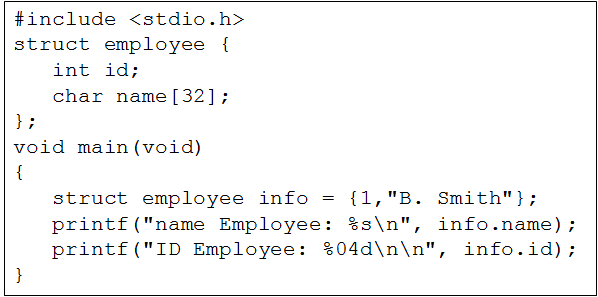 #include <stdio.h>
struct employee {
   int id;
   char name[32];
};
void main(void)
{
   struct employee info = {1,"B. Smith"};
   printf("name Employee: %s\n", info.name);
   printf("ID Employee: %04d\n\n", info.id);
}